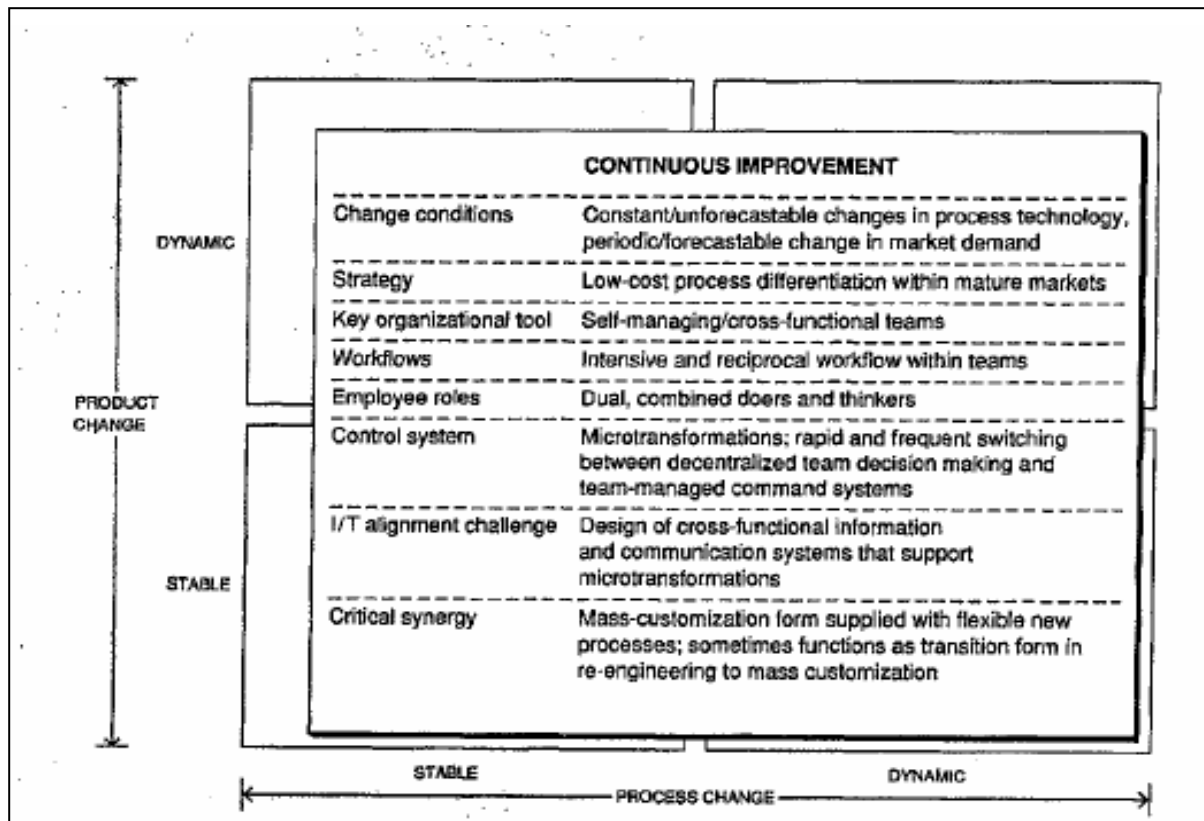 CONTINUOUS IMPROVEMENT
Change conditions Constant/unforecastable changes in process technology,
periodic/forecastable change in market demand
Strategy Low-cost process differentiation within mature markets
Key organizational tool Self-managing/cross-functional teams
Workflows Intensive and reciprocal workflow within teams
Employee roles Dual, combined doers and thinkers
Control system Microtransformations; rapid and frequent switching
between decentralized team decision making and
team-managed command systems
I/T alignment challenge Design of cross-functional information
and communication systems that support
microtransformations
Critical synergy Mass-customization form supplied with flexible new
processes; sometimes functions as transition form in
re-engineering to mass customization
DYNAMIC
PRODUCT
CHANGE
STABLE
STABLE
DYNAMIC
PROCESS CHANGE